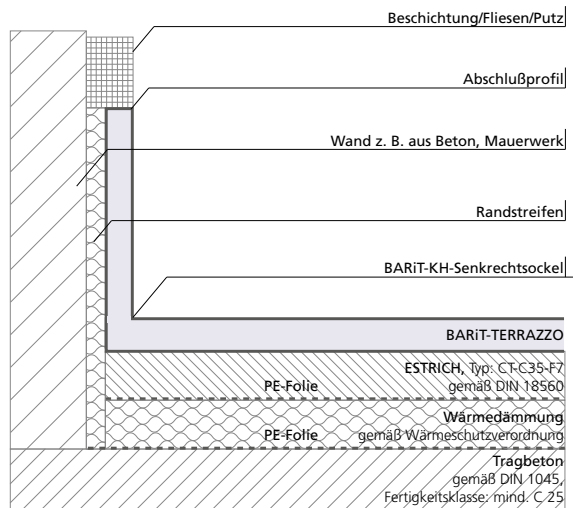 Beschichtung/Fliesen/Putz
Abschlußprofil
Wand z. B. aus Beton, Mauerwerk
Randstreifen
BARiT-KH-Senkrechtsockel
BARiT-TERRAZZO
ESTRICH, Typ: CT-C35-F7
PE-Folie gemäß DIN 18560
Wärmedämmung
PE-Folie gemäß Wärmeschutzverordnung
Tragbeton
gemäß DIN 1045,
Fertigkeitsklasse: mind. C 25